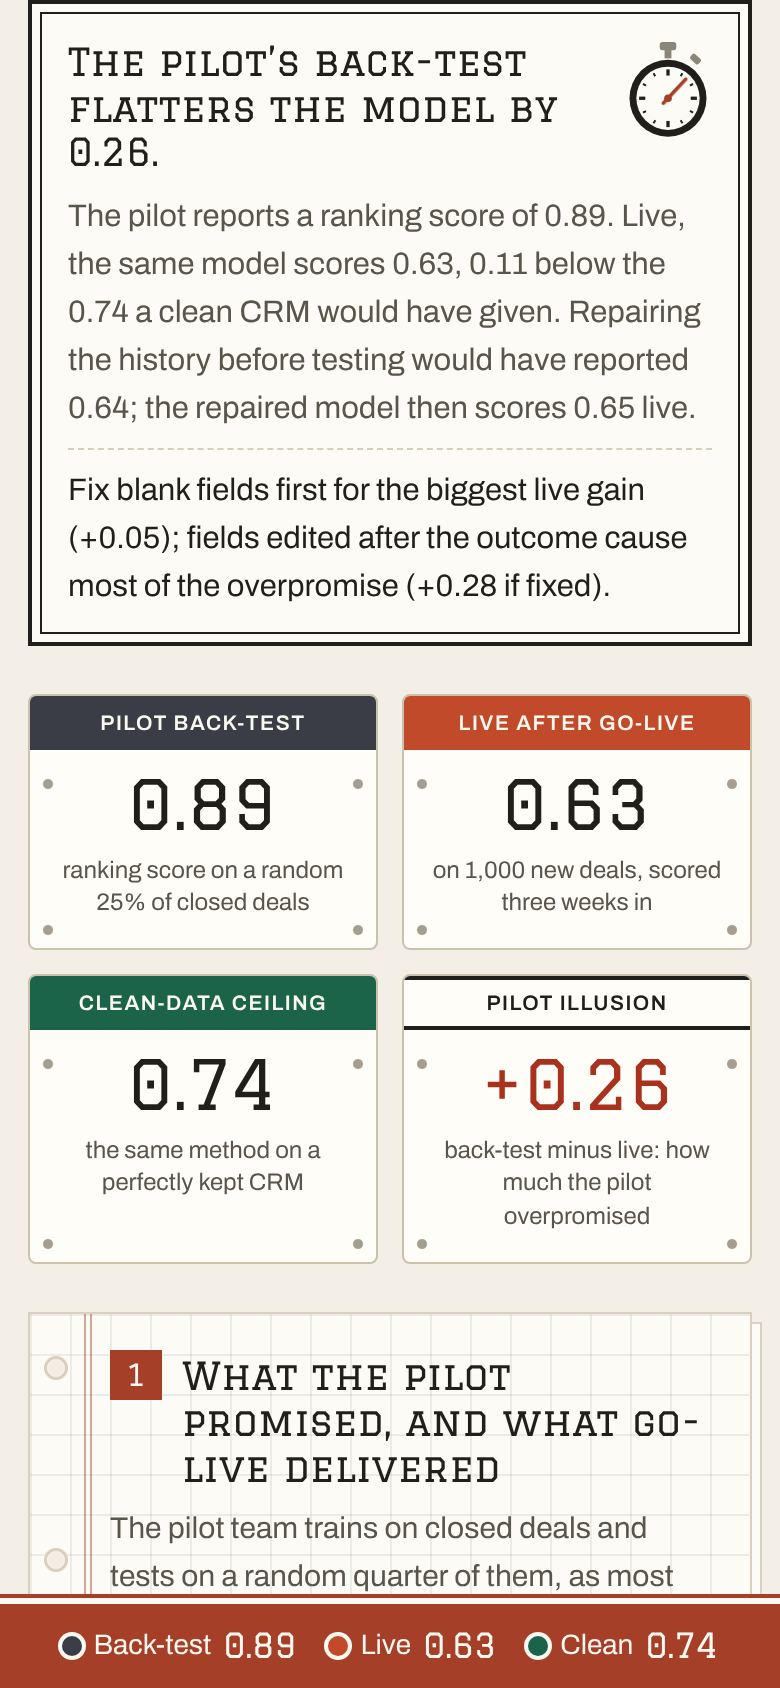 The pilot's back-test
flatters the model by
0.26.
The pilot reports a ranking score of 0.89. Live,
the same model scores 0.63, 0.11 below the
0.74 a clean CRM would have given. Repairing
the history before testing would have reported
0.64; the repaired model then scores 0.65 live.
Fix blank fields first for the biggest live gain
(+0.05); fields edited after the outcome cause
most of the overpromise (+0.28 if fixed).
PILOT BACK-TEST
0.89
ranking score on a random
25% of closed deals
LIVE AFTER GO-LIVE
0.63
on 1,000 new deals, scored
three weeks in
CLEAN-DATA CEILING
0.74
the same method on a
perfectly kept CRM
PILOT ILLUSION
+0.26
back-test minus live: how
much the pilot
overpromised
1
What the pilot
promised, and what go-
live delivered
The pilot team trains on closed deals and
tests on a random quarter of them, as most
Back-test 0.89 Live 0.63 Clean 0.74